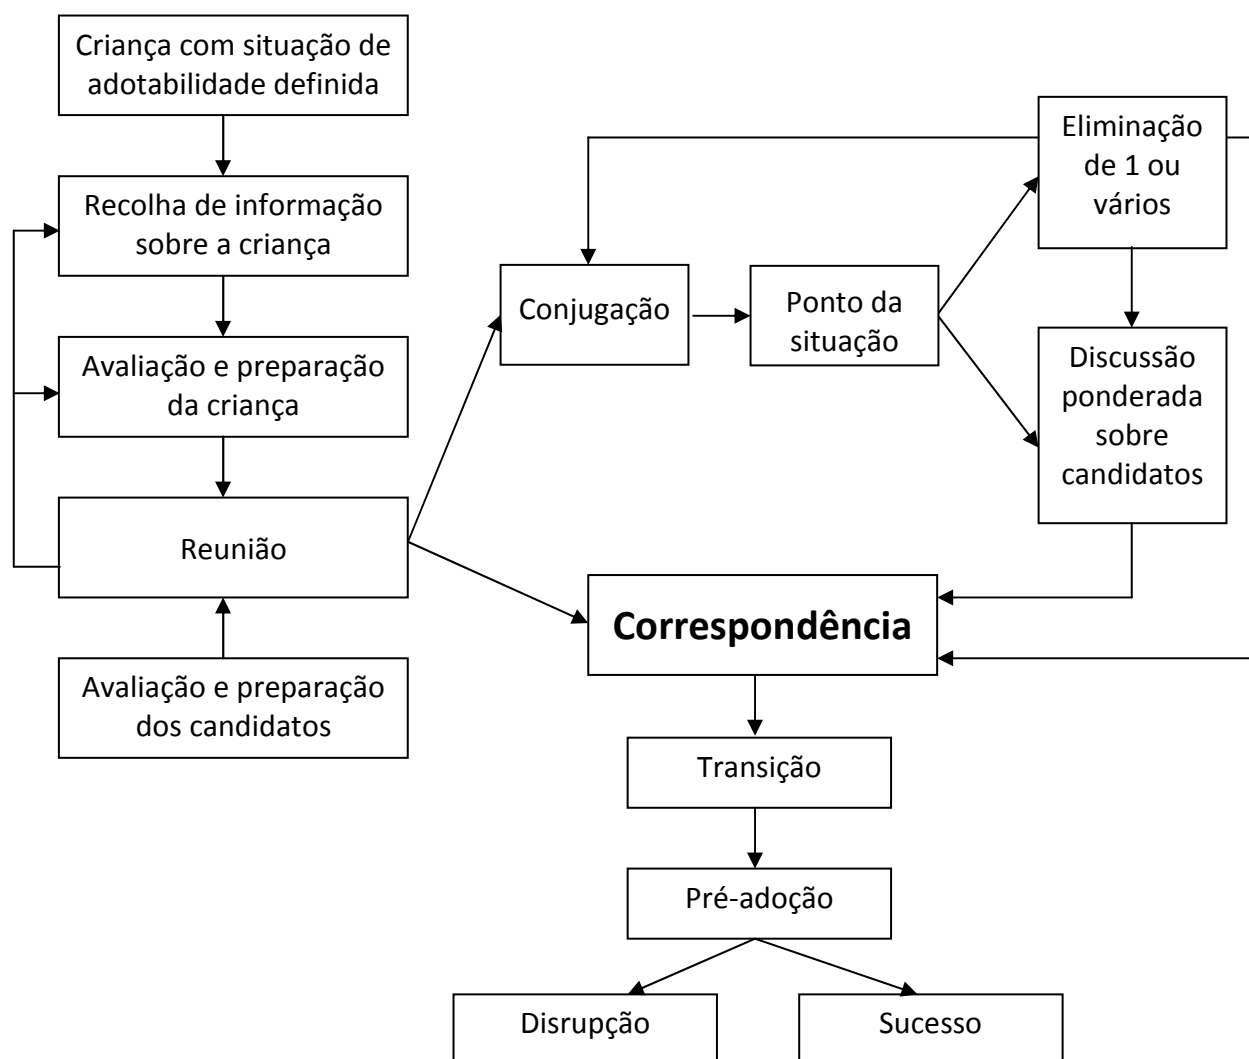 Criança com situação de
adotabilidade definida
Recolha de informação
sobre a criança
Avaliação e preparação
da criança
Reunião
Avaliação e preparação
dos candidatos
Conjugação
Ponto da
situação
Eliminação
de 1 ou
vários
Discussão
ponderada
sobre
candidatos
Correspondência
Transição
Pré-adoção
Disrupção
Sucesso